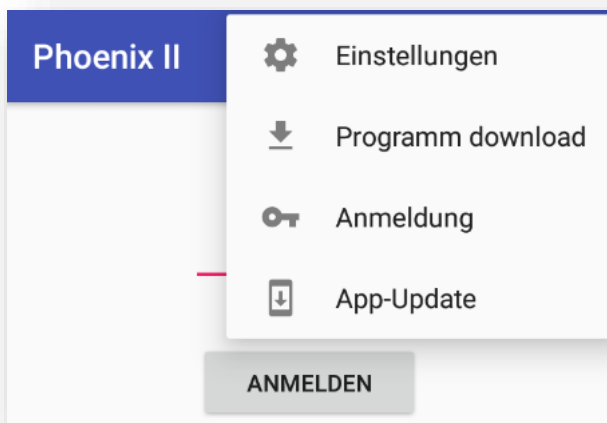 Phoenix II
Einstellungen
Programm download
Anmeldung
App-Update
ANMELDEN